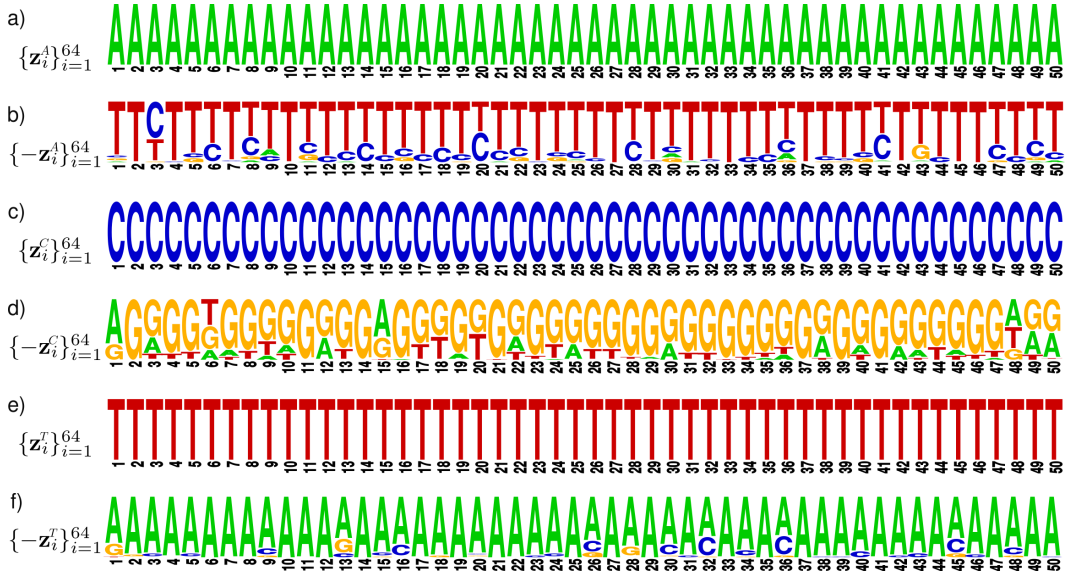 a)
A A A A A A A A A A A A A A A A A A A A A A A A A A A A A A A A A A A A A A A A A A A A A A A A A A
{z_i^A}_{i=1}^{64}
1 2 3 4 5 6 7 8 9 10 11 12 13 14 15 16 17 18 19 20 21 22 23 24 25 26 27 28 29 30 31 32 33 34 35 36 37 38 39 40 41 42 43 44 45 46 47 48 49 50
b)
T T C T T T T T T T T T T T T T T T T T T T T T T T T T T T T T T T T T T T T T T T T T T T T T T T
{-z_i^A}_{i=1}^{64}
1 2 3 4 5 6 7 8 9 10 11 12 13 14 15 16 17 18 19 20 21 22 23 24 25 26 27 28 29 30 31 32 33 34 35 36 37 38 39 40 41 42 43 44 45 46 47 48 49 50
c)
C C C C C C C C C C C C C C C C C C C C C C C C C C C C C C C C C C C C C C C C C C C C C C C C C C
{z_i^C}_{i=1}^{64}
1 2 3 4 5 6 7 8 9 10 11 12 13 14 15 16 17 18 19 20 21 22 23 24 25 26 27 28 29 30 31 32 33 34 35 36 37 38 39 40 41 42 43 44 45 46 47 48 49 50
d)
A G G G G T G G G G G G G G A G G G G G G G G G G G G G G G G G G G G G G G G G G G G G G G G A G G
{-z_i^C}_{i=1}^{64}
1 2 3 4 5 6 7 8 9 10 11 12 13 14 15 16 17 18 19 20 21 22 23 24 25 26 27 28 29 30 31 32 33 34 35 36 37 38 39 40 41 42 43 44 45 46 47 48 49 50
e)
T T T T T T T T T T T T T T T T T T T T T T T T T T T T T T T T T T T T T T T T T T T T T T T T T T
{z_i^T}_{i=1}^{64}
1 2 3 4 5 6 7 8 9 10 11 12 13 14 15 16 17 18 19 20 21 22 23 24 25 26 27 28 29 30 31 32 33 34 35 36 37 38 39 40 41 42 43 44 45 46 47 48 49 50
f)
A A A A A A A A A A A A A A A A A A A A A A A A A A A A A A A A A A A A A A A A A A A A A A A A A A
{-z_i^T}_{i=1}^{64}
1 2 3 4 5 6 7 8 9 10 11 12 13 14 15 16 17 18 19 20 21 22 23 24 25 26 27 28 29 30 31 32 33 34 35 36 37 38 39 40 41 42 43 44 45 46 47 48 49 50